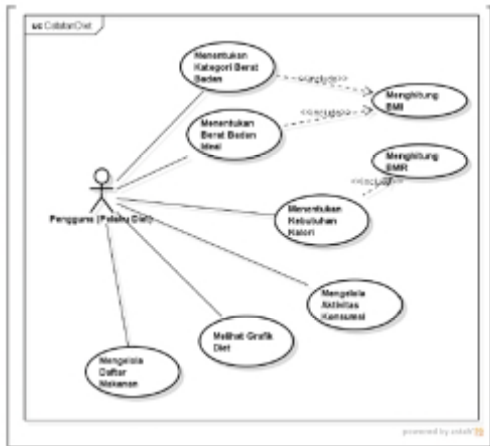 uc CatatanDiet
Menentukan
Kategori Berat
Badan
<<include>>
Menghitung
BMI
Menentukan
Berat Badan
Ideal
<<include>>
Menghitung
BMR
<<include>>
Pengguna (Pelaku Diet)
Menentukan
Kebutuhan
Kalori
Mengelola
Aktivitas
Konsumsi
Melihat Grafik
Diet
Mengelola
Daftar
Makanan
powered by astah*